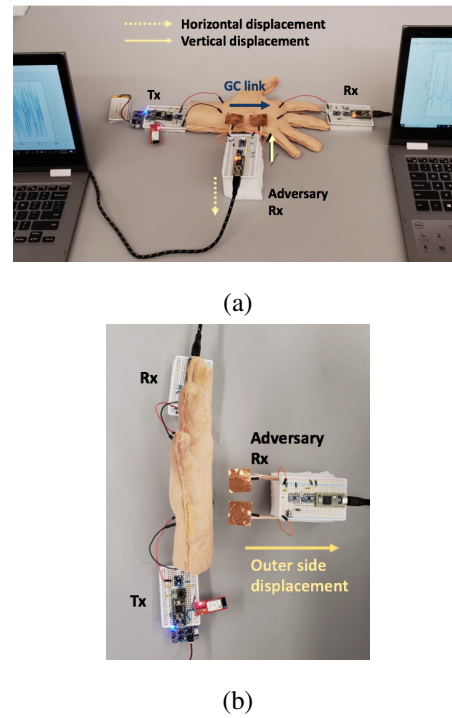 Horizontal displacement
Vertical displacement
Tx
GC link
Rx
Adversary
Rx
(a)
Rx
Adversary
Rx
Outer side
displacement
Tx
(b)